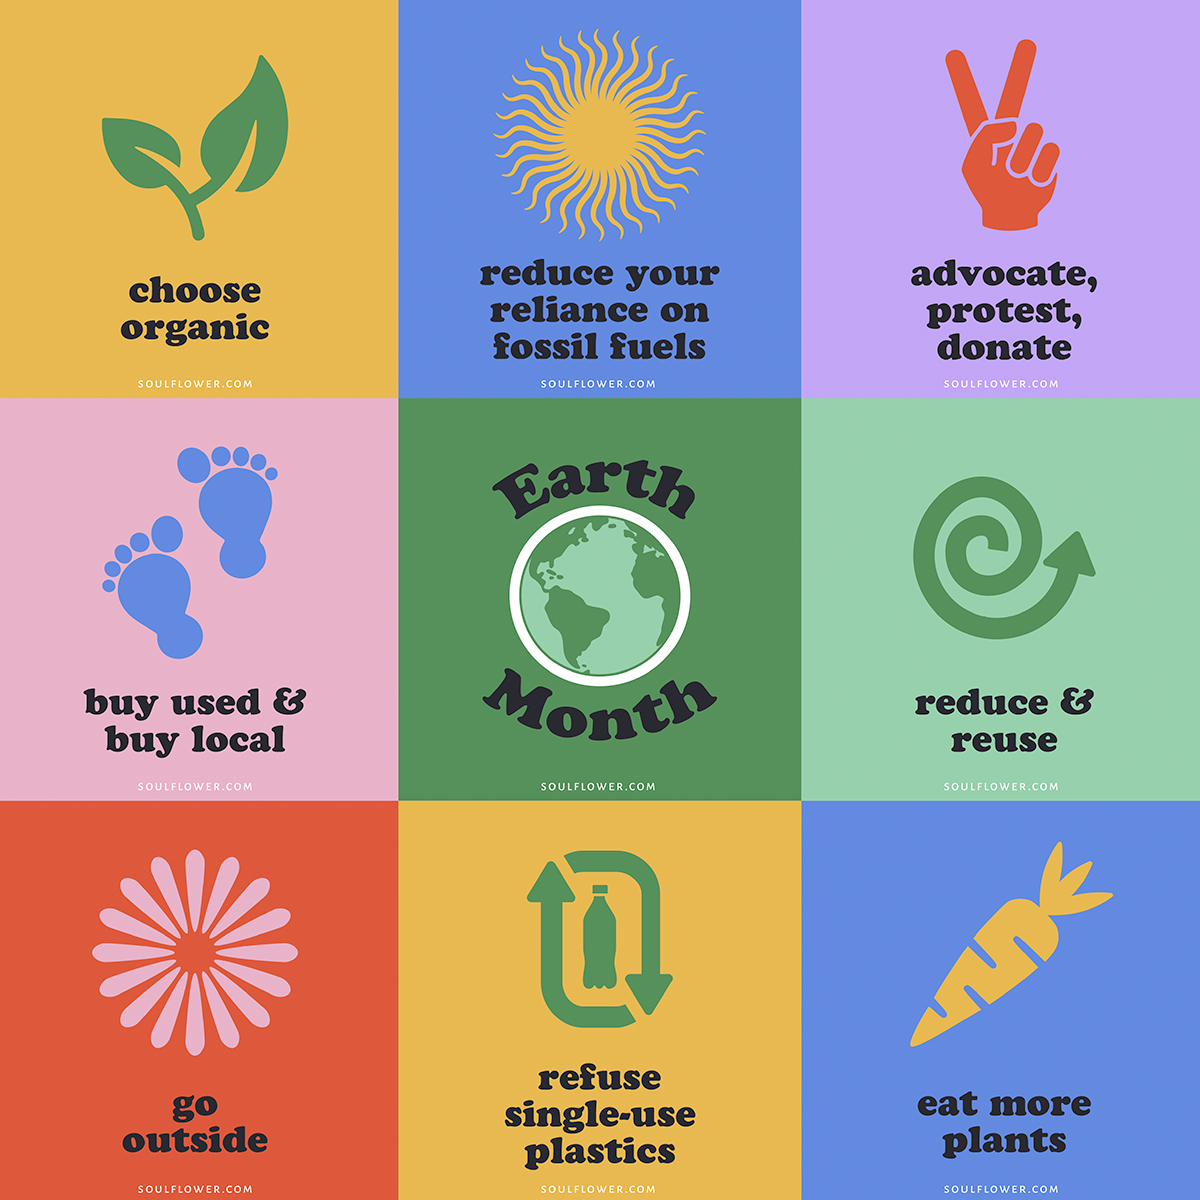 choose
organic
SOULFLOWER.COM
reduce your
reliance on
fossil fuels
SOULFLOWER.COM
advocate,
protest,
donate
SOULFLOWER.COM
buy used &
buy local
SOULFLOWER.COM
Earth
Month
SOULFLOWER.COM
reduce &
reuse
SOULFLOWER.COM
go
outside
SOULFLOWER.COM
refuse
single-use
plastics
SOULFLOWER.COM
eat more
plants
SOULFLOWER.COM